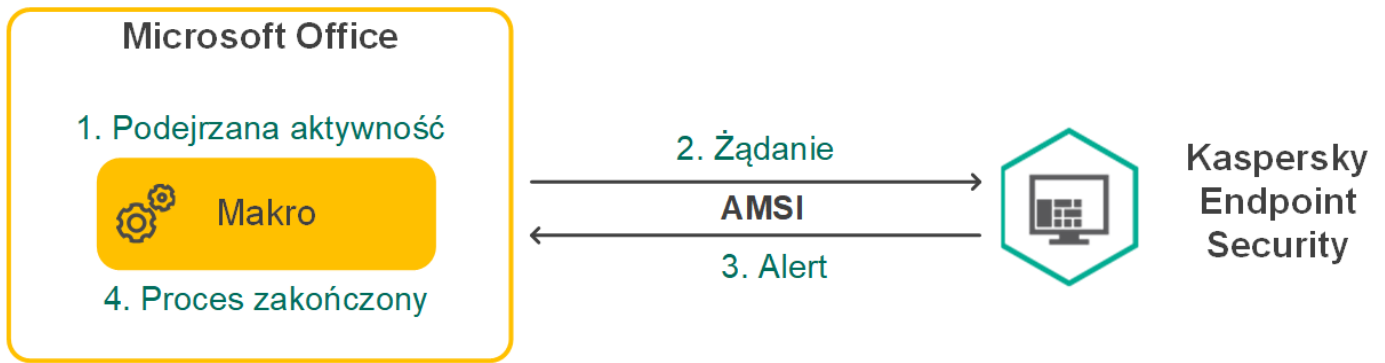 Microsoft Office
1. Podejrzana aktywność
Makro
4. Proces zakończony
2. Żądanie
AMSI
3. Alert
Kaspersky
Endpoint
Security